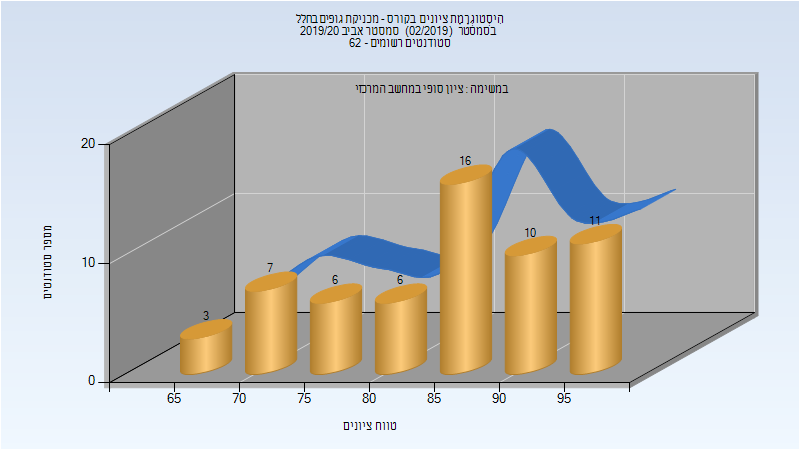 היסטוגרמת ציונים בקורס - מכניקת גופים בחלל
בסמסטר (02/2019) סמסטר אביב 2019/20
סטודנטים רשומים - 62
במשימה : ציון סופי במחשב המרכזי
מספר סטודנטים
20
10
0
3
7
6
6
16
10
11
65 70 75 80 85 90 95
טווח ציונים